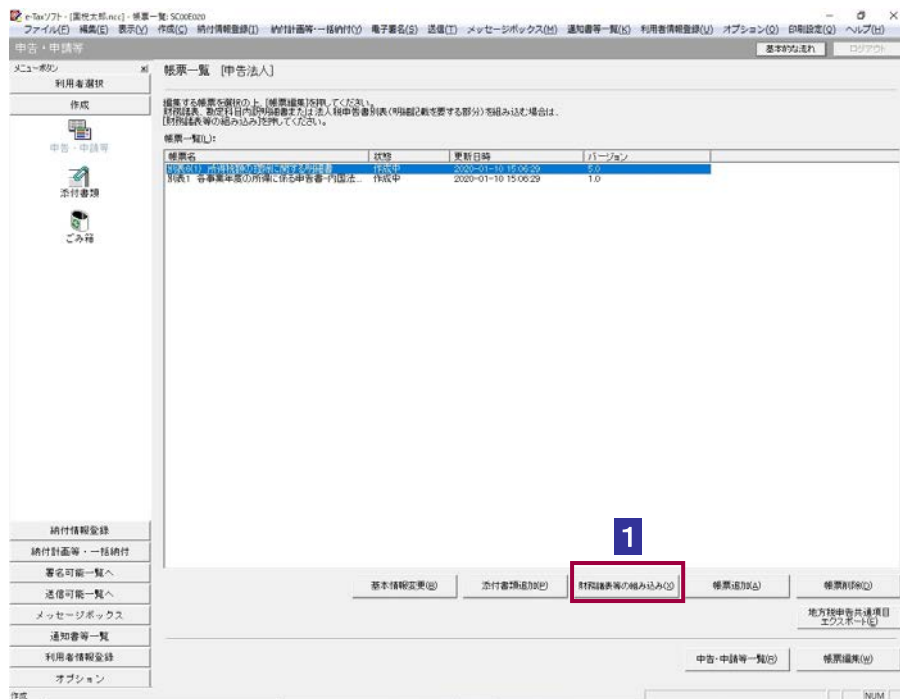 e-Taxソフト - [国税太郎.ncc] - 帳票一覧: SC00E020
ファイル(F) 編集(E) 表示(V) 作成(C) 納付情報登録(I) 納付計画等・一括納付(Y) 電子署名(S) 送信(T) メッセージボックス(M) 通知書等一覧(K) 利用者情報登録(U) オプション(O) 印刷設定(Q) ヘルプ(H)
申告・申請等 基本的な流れ ログアウト
メニューボタン
利用者選択
作成
申告・申請等
添付書類
ごみ箱
納付情報登録
納付計画等・一括納付
署名可能一覧へ
送信可能一覧へ
メッセージボックス
通知書等一覧
利用者情報登録
オプション
帳票一覧 [申告法人]
編集する帳票を選択の上、[帳票編集]を押してください。
財務諸表、勘定科目内訳明細書または法人税申告書別表(明細記載を要する部分)を組み込む場合は、
[財務諸表等の組み込み]を押してください。
帳票一覧(L):
帳票名 状態 更新日時 バージョン
別表6(1) 所得税額の控除に関する明細書 作成中 2020-01-10 15:06:29 5.0
別表1 各事業年度の所得に係る申告書-内国法... 作成中 2020-01-10 15:06:29 1.0
1
基本情報変更(B) 添付書類追加(P) 財務諸表等の組み込み(X) 帳票追加(A) 帳票削除(D)
地方税申告共通項目
エクスポート(E)
申告・申請等一覧(R) 帳票編集(W)
作成 NUM